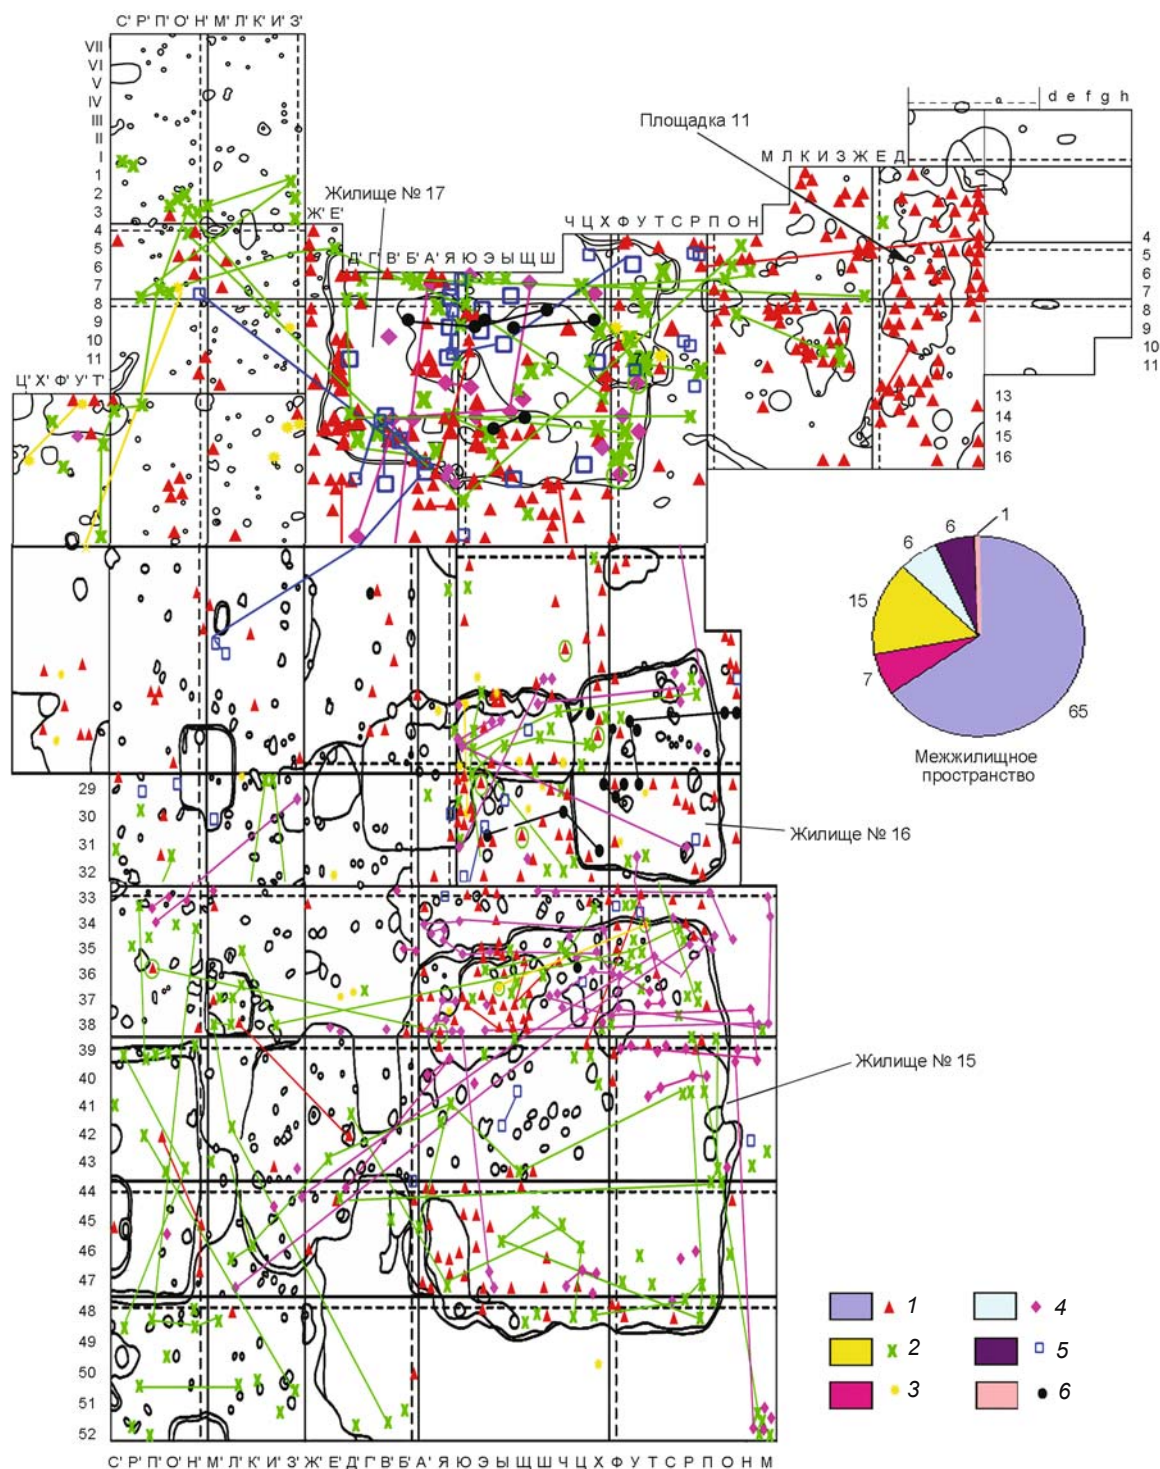 С' Р' П' О' Н' М' Л' К' И' З'
VII
VI
V
IV
III
II
I
1
2
3
4
5
6
7
8
9
10
11
d e f g h
Площадка 11
М Л К И З Ж Е Д
Жилище № 17
Ж' Е'
Д' Г' В' Б' А' Я Ю Э Ы Щ Ш
Ч Ц Х Ф У Т С Р П О Н
4
5
6
7
8
9
10
11
13
14
15
16
Ц' Х' Ф' У' Т'
6
6
1
15
7
65
Межжилищное
пространство
29
30
31
32
Жилище № 16
33
34
35
36
37
38
39
40
41
42
43
44
45
46
47
48
49
50
51
52
Жилище № 15
1
2
3
4
5
6
С' Р' П' О' Н' М' Л' К' И' З' Ж' Е' Д' Г' В' Б' А' Я Ю Э Ы Щ Ш Ч Ц Х Ф У Т С Р П О Н М